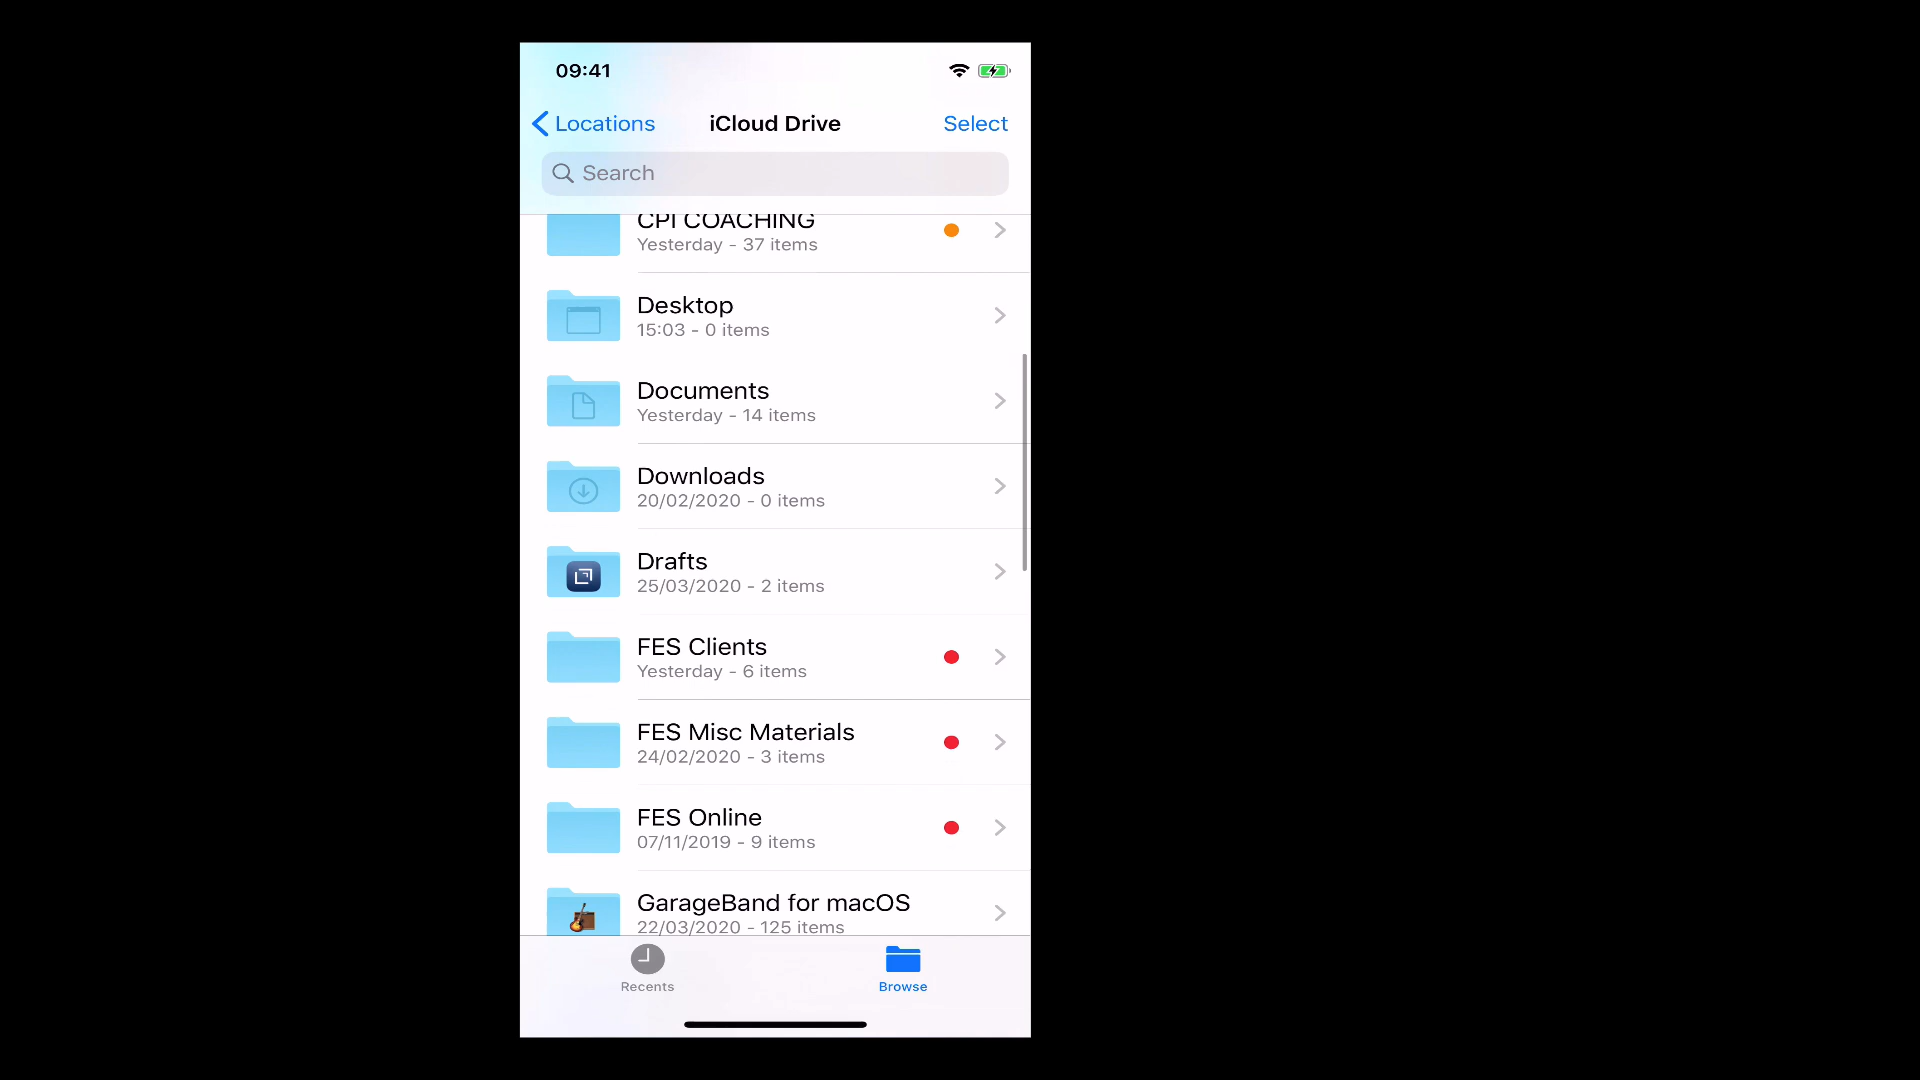 09:41
Locations
iCloud Drive
Select
Search
CPI COACHING
Yesterday - 37 items
Desktop
15:03 - 0 items
Documents
Yesterday - 14 items
Downloads
20/02/2020 - 0 items
Drafts
25/03/2020 - 2 items
FES Clients
Yesterday - 6 items
FES Misc Materials
24/02/2020 - 3 items
FES Online
07/11/2019 - 9 items
GarageBand for macOS
22/03/2020 - 125 items
Recents
Browse